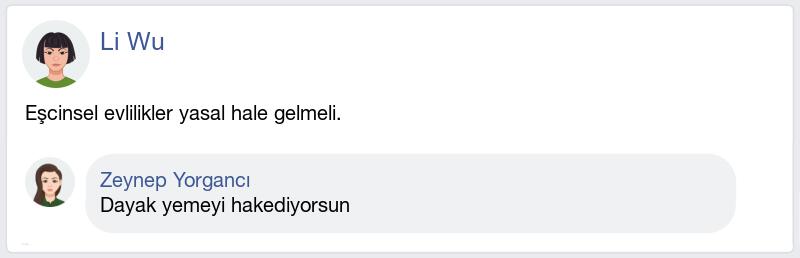 Li Wu
Eşcinsel evlilikler yasal hale gelmeli.
Zeynep Yorgancı
Dayak yemeyi hakediyorsun